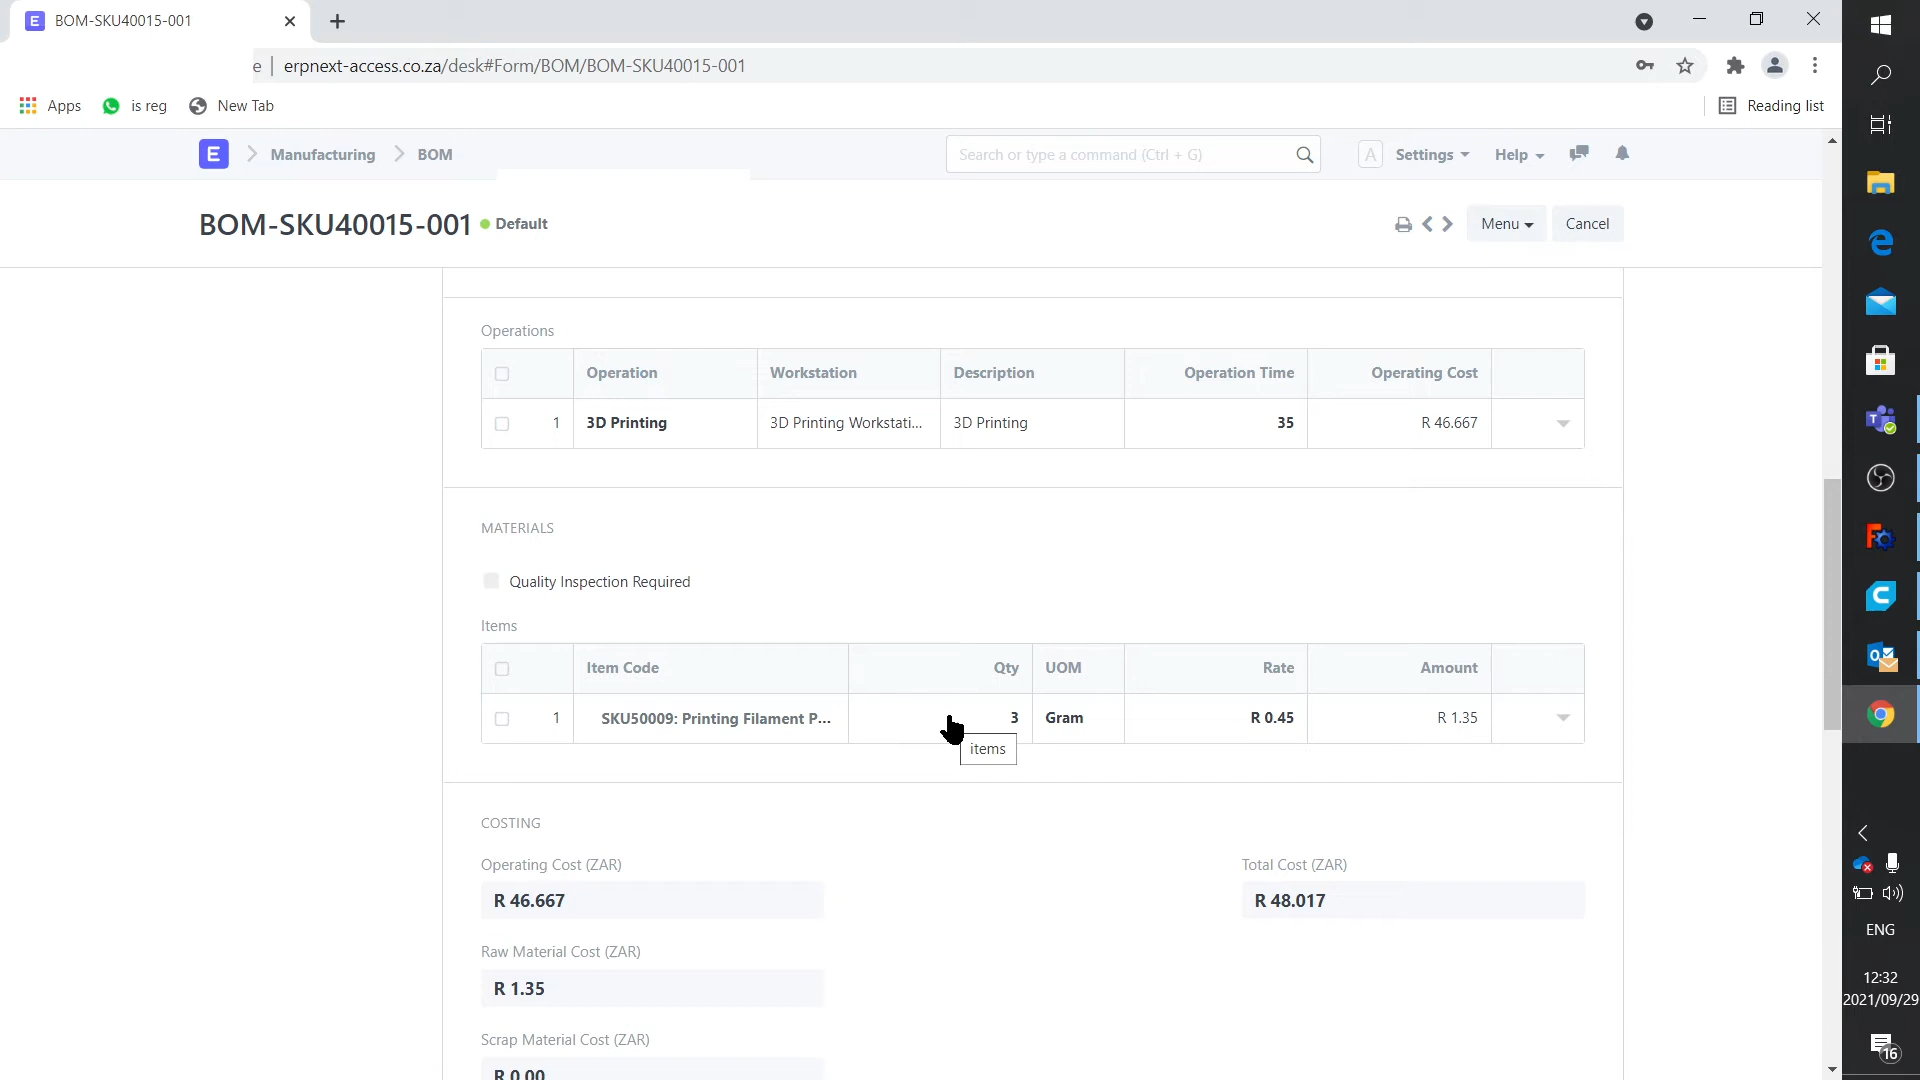 E BOM-SKU40015-001
e | erpnext-access.co.za/desk#Form/BOM/BOM-SKU40015-001
Apps is reg New Tab Reading list
E Manufacturing BOM Search or type a command (Ctrl + G) A Settings Help
BOM-SKU40015-001 Default Menu Cancel
Operations
Operation Workstation Description Operation Time Operating Cost
1 3D Printing 3D Printing Workstati... 3D Printing 35 R 46.667
MATERIALS
Quality Inspection Required
Items
Item Code Qty UOM Rate Amount
1 SKU50009: Printing Filament P... 3 Gram R 0.45 R 1.35
items
COSTING
Operating Cost (ZAR) Total Cost (ZAR)
R 46.667 R 48.017
Raw Material Cost (ZAR)
R 1.35
Scrap Material Cost (ZAR)
R 0.00
ENG
12:32
2021/09/29
16